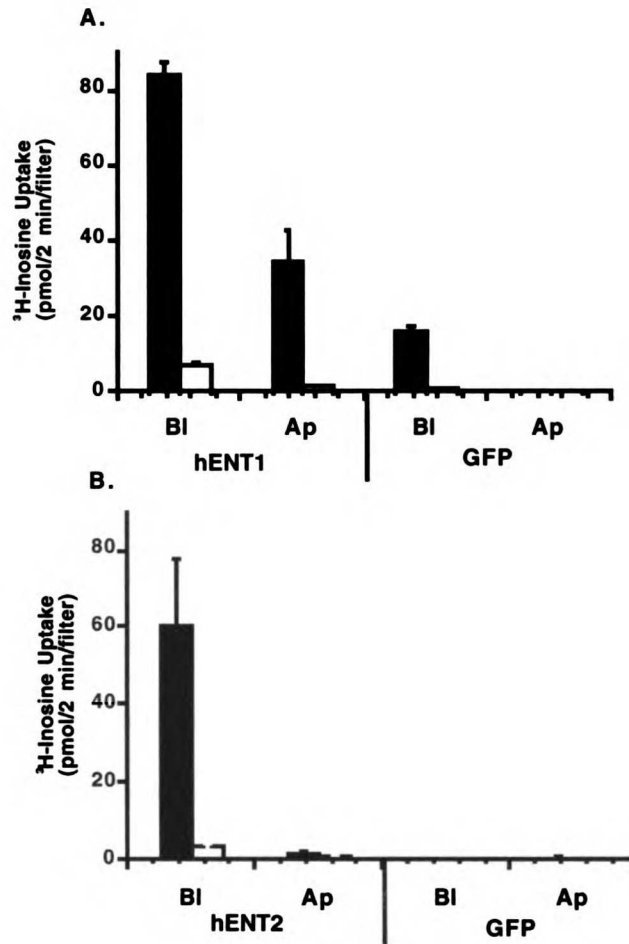 A.
80
60
40
20
0
³H-Inosine Uptake
(pmol/2 min/filter)
Bl Ap Bl Ap
hENT1 GFP
B.
80
60
40
20
0
³H-Inosine Uptake
(pmol/2 min/filter)
Bl Ap Bl Ap
hENT2 GFP